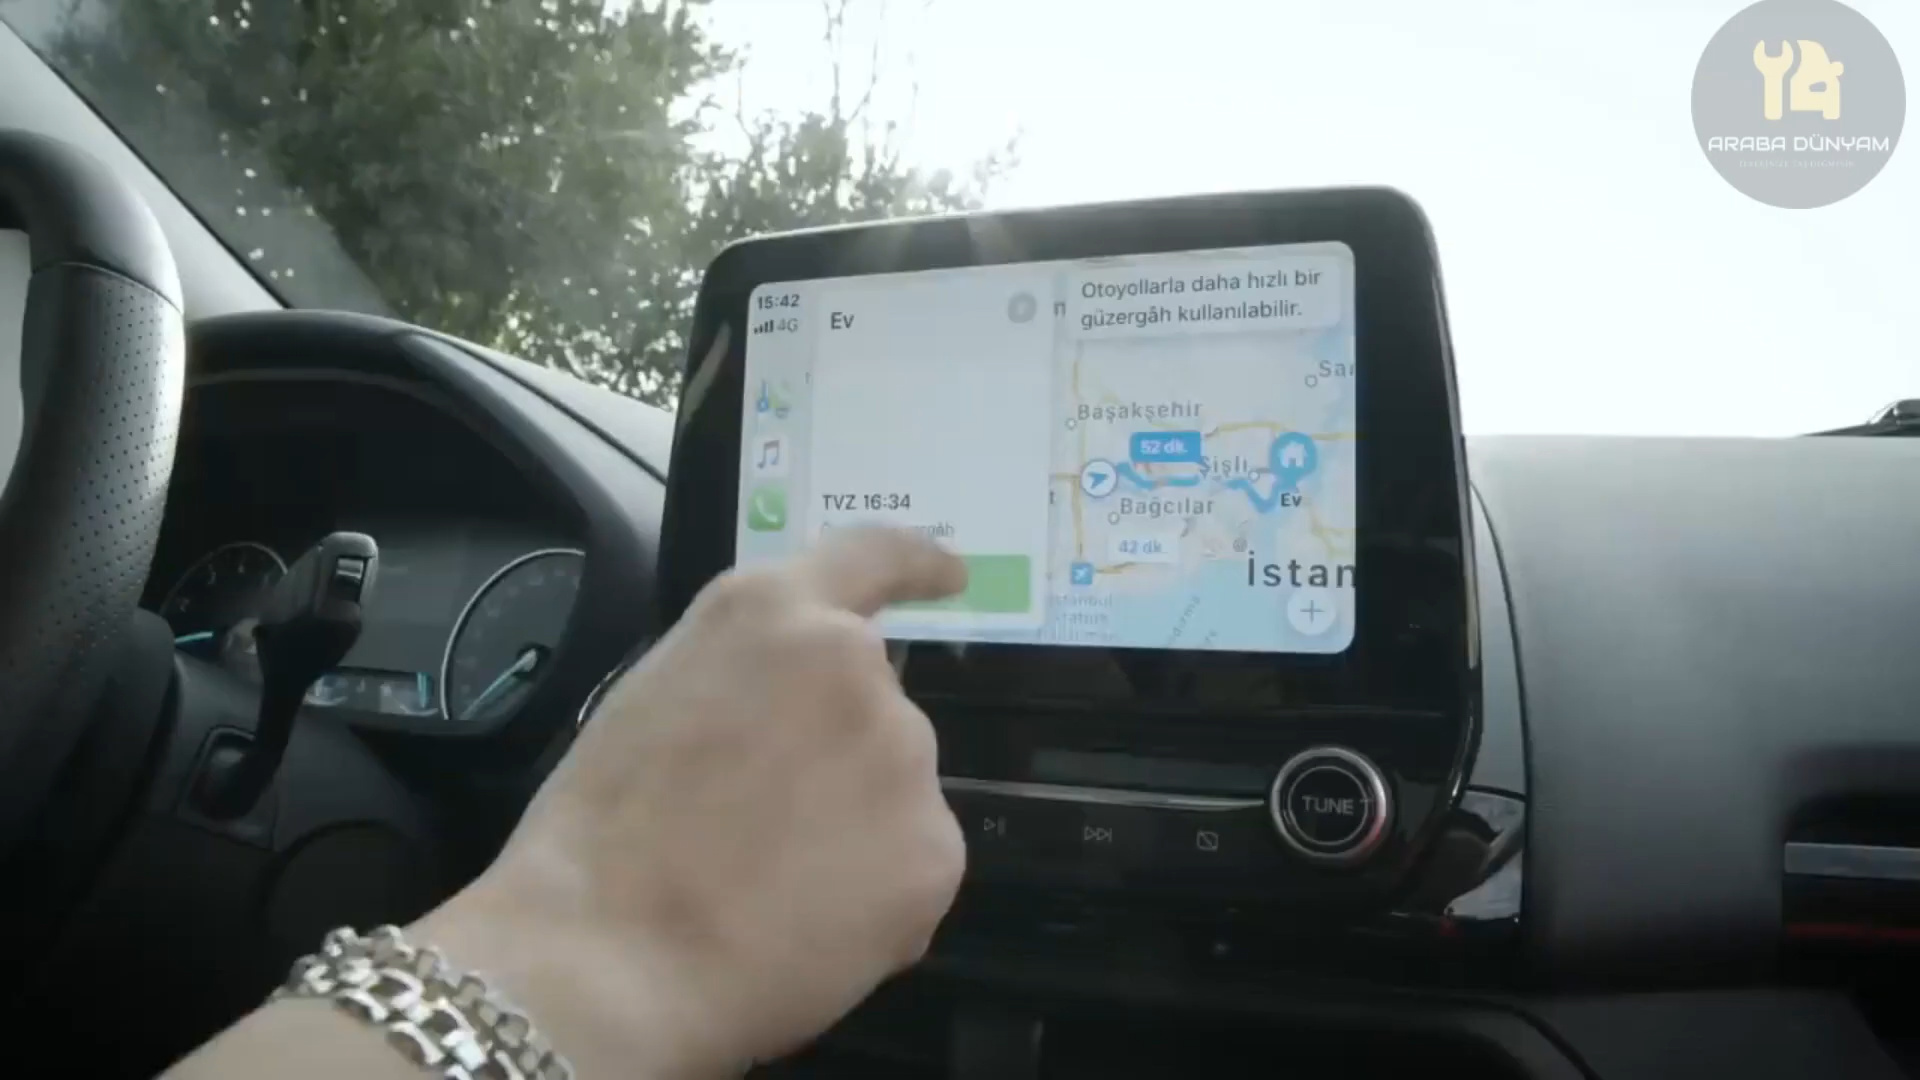 ARABA DÜNYAM
15:42
4G
Ev
Otoyollarla daha hızlı bir
güzergâh kullanılabilir.
Başakşehir
52 dk.
Şişli
Ev
Bağcılar
TVZ 16:34
42 dk.
İstan
TUNE